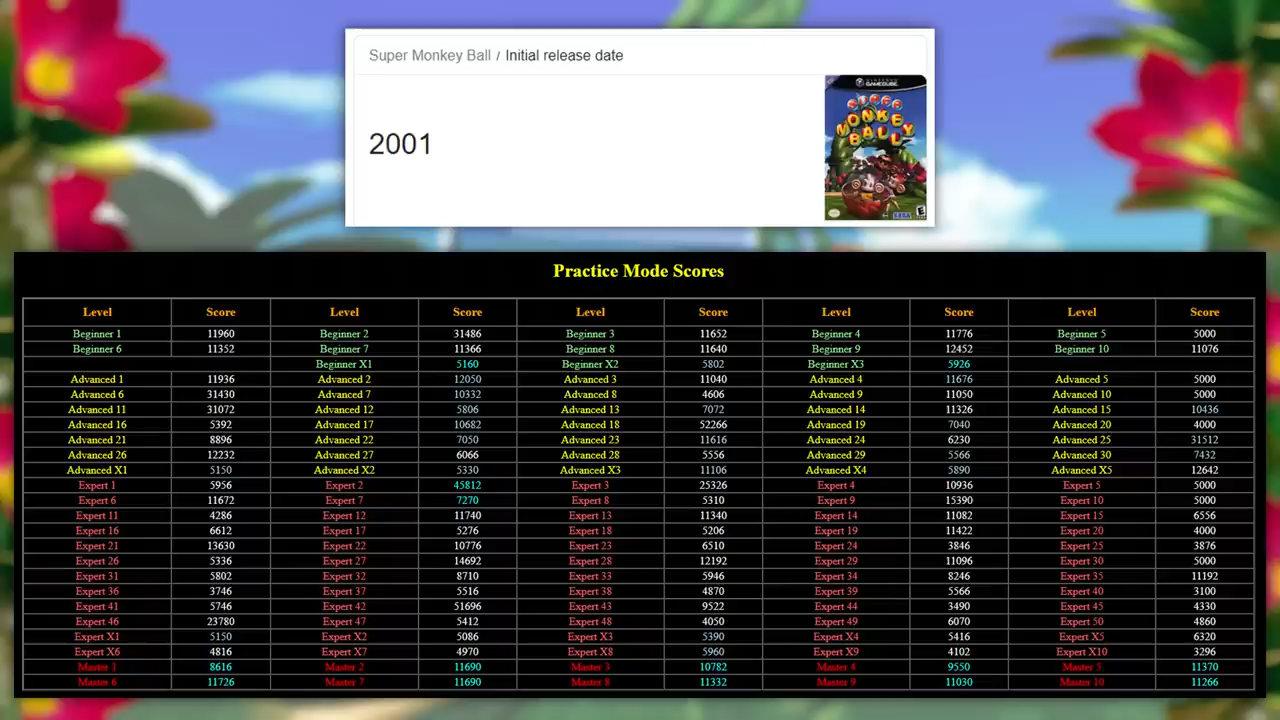 Super Monkey Ball / Initial release date
2001
NINTENDO GAMECUBE
SUPER MONKEY BALL
SEGA
Practice Mode Scores
Level Score Level Score Level Score Level Score Level Score
Beginner 1 11960 Beginner 2 31486 Beginner 3 11652 Beginner 4 11776 Beginner 5 5000
Beginner 6 11352 Beginner 7 11366 Beginner 8 11640 Beginner 9 12452 Beginner 10 11076
Beginner X1 5160 Beginner X2 5802 Beginner X3 5926
Advanced 1 11936 Advanced 2 12050 Advanced 3 11040 Advanced 4 11676 Advanced 5 5000
Advanced 6 31430 Advanced 7 10332 Advanced 8 4606 Advanced 9 11050 Advanced 10 5000
Advanced 11 31072 Advanced 12 5806 Advanced 13 7072 Advanced 14 11326 Advanced 15 10436
Advanced 16 5392 Advanced 17 10682 Advanced 18 52266 Advanced 19 7040 Advanced 20 4000
Advanced 21 8896 Advanced 22 7050 Advanced 23 11616 Advanced 24 6230 Advanced 25 31512
Advanced 26 12232 Advanced 27 6066 Advanced 28 5556 Advanced 29 5566 Advanced 30 7432
Advanced X1 5150 Advanced X2 5330 Advanced X3 11106 Advanced X4 5890 Advanced X5 12642
Expert 1 5956 Expert 2 45812 Expert 3 25326 Expert 4 10936 Expert 5 5000
Expert 6 11672 Expert 7 7270 Expert 8 5310 Expert 9 15390 Expert 10 5000
Expert 11 4286 Expert 12 11740 Expert 13 11340 Expert 14 11082 Expert 15 6556
Expert 16 6612 Expert 17 5276 Expert 18 5206 Expert 19 11422 Expert 20 4000
Expert 21 13630 Expert 22 10776 Expert 23 6510 Expert 24 3846 Expert 25 3876
Expert 26 5336 Expert 27 14692 Expert 28 12192 Expert 29 11096 Expert 30 5000
Expert 31 5802 Expert 32 8710 Expert 33 5946 Expert 34 8246 Expert 35 11192
Expert 36 3746 Expert 37 5516 Expert 38 4870 Expert 39 5566 Expert 40 3100
Expert 41 5746 Expert 42 51696 Expert 43 9522 Expert 44 3490 Expert 45 4330
Expert 46 23780 Expert 47 5412 Expert 48 4050 Expert 49 6070 Expert 50 4860
Expert X1 5150 Expert X2 5086 Expert X3 5390 Expert X4 5416 Expert X5 6320
Expert X6 4816 Expert X7 4970 Expert X8 5960 Expert X9 4102 Expert X10 3296
Master 1 8616 Master 2 11690 Master 3 10782 Master 4 9550 Master 5 11370
Master 6 11726 Master 7 11690 Master 8 11332 Master 9 11030 Master 10 11266